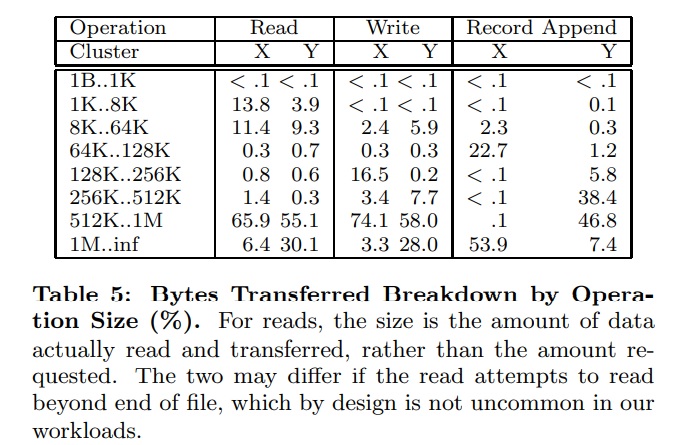 Operation Read Write Record Append
Cluster X Y X Y X Y
1B..1K < .1 < .1 < .1 < .1 < .1 < .1
1K..8K 13.8 3.9 < .1 < .1 < .1 0.1
8K..64K 11.4 9.3 2.4 5.9 2.3 0.3
64K..128K 0.3 0.7 0.3 0.3 22.7 1.2
128K..256K 0.8 0.6 16.5 0.2 < .1 5.8
256K..512K 1.4 0.3 3.4 7.7 < .1 38.4
512K..1M 65.9 55.1 74.1 58.0 .1 46.8
1M..inf 6.4 30.1 3.3 28.0 53.9 7.4
Table 5: Bytes Transferred Breakdown by Opera-
tion Size (%). For reads, the size is the amount of data
actually read and transferred, rather than the amount re-
quested. The two may differ if the read attempts to read
beyond end of file, which by design is not uncommon in our
workloads.